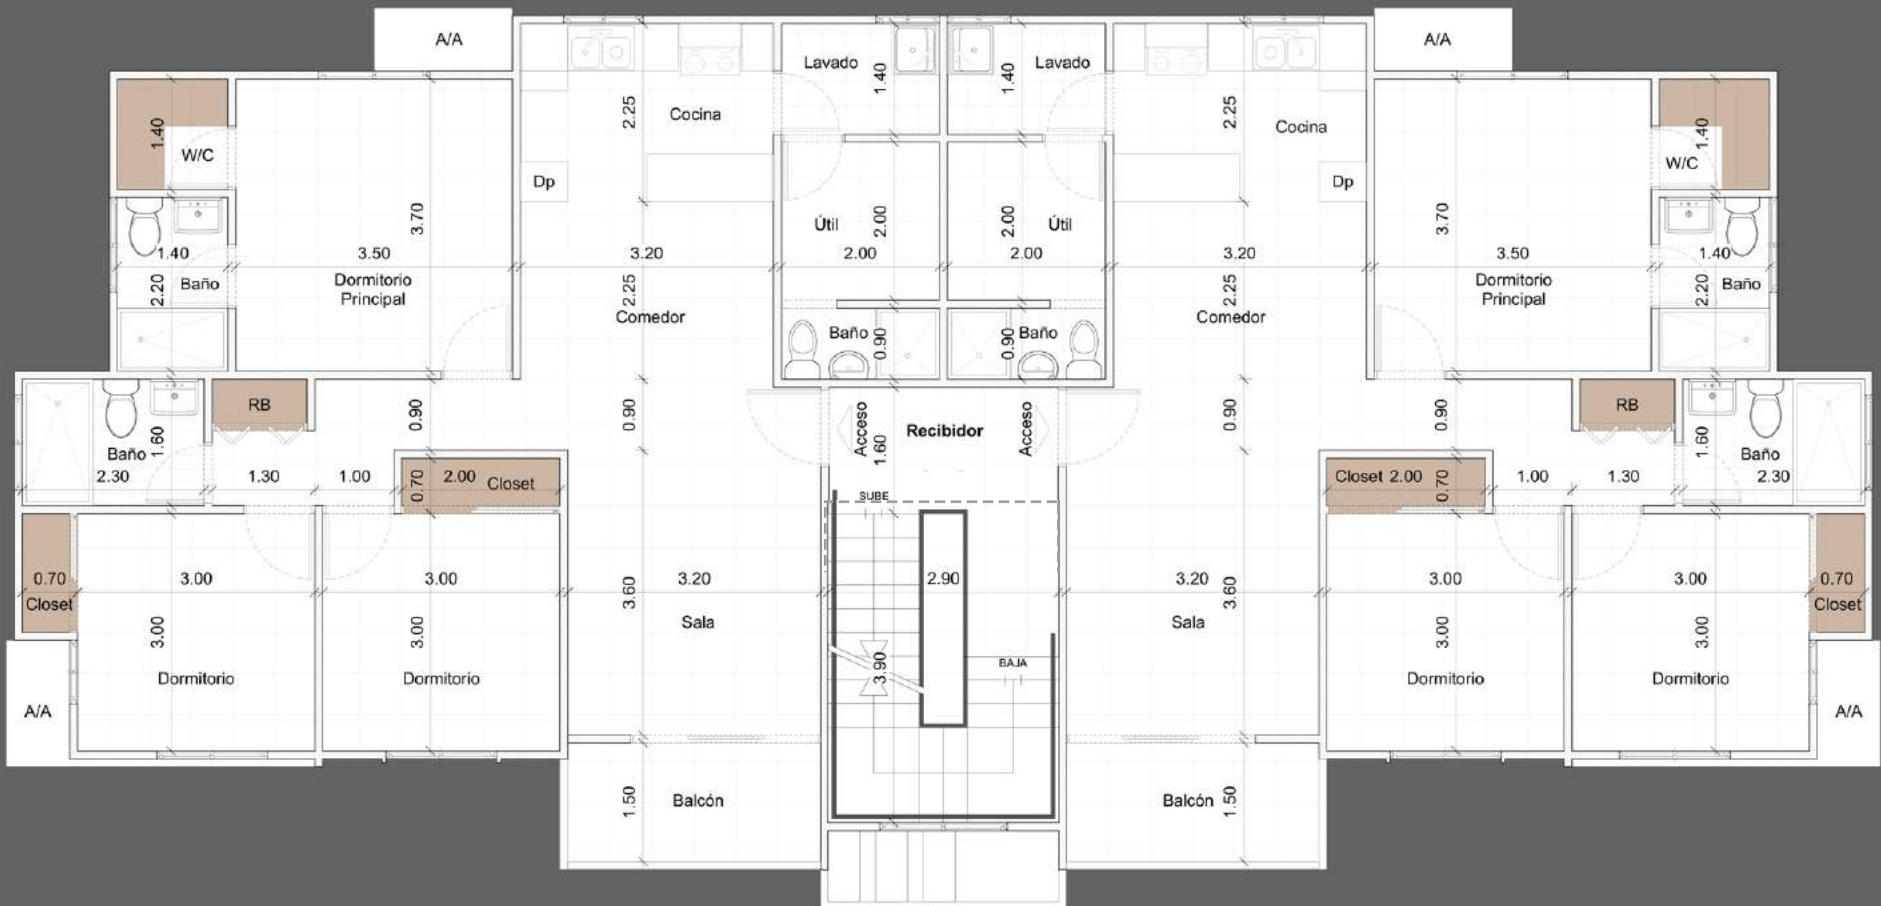 A/A
A/A
Lavado
1.40
1.40
Lavado
2.25
Cocina
2.25
Cocina
1.40
W/C
1.40
W/C
Dp
Dp
3.70
Útil
2.00
2.00
2.00
Útil
2.00
3.70
1.40
2.20
Baño
3.50
Dormitorio
Principal
3.20
2.25
Comedor
3.20
2.25
Comedor
3.50
Dormitorio
Principal
1.40
2.20
Baño
Baño
0.90
0.90
Baño
RB
0.90
0.90
Acceso
1.60
Recibidor
Acceso
0.90
0.90
RB
Baño
1.60
2.30
1.30
1.00
0.70
2.00
Closet
Closet
2.00
0.70
1.00
1.30
1.60
Baño
2.30
SUBE
0.70
Closet
3.00
3.00
Dormitorio
3.00
3.00
Dormitorio
3.60
3.20
Sala
2.90
3.90
BAJA
3.20
3.60
Sala
3.00
3.00
Dormitorio
3.00
3.00
Dormitorio
0.70
Closet
A/A
A/A
1.50
Balcón
Balcón
1.50